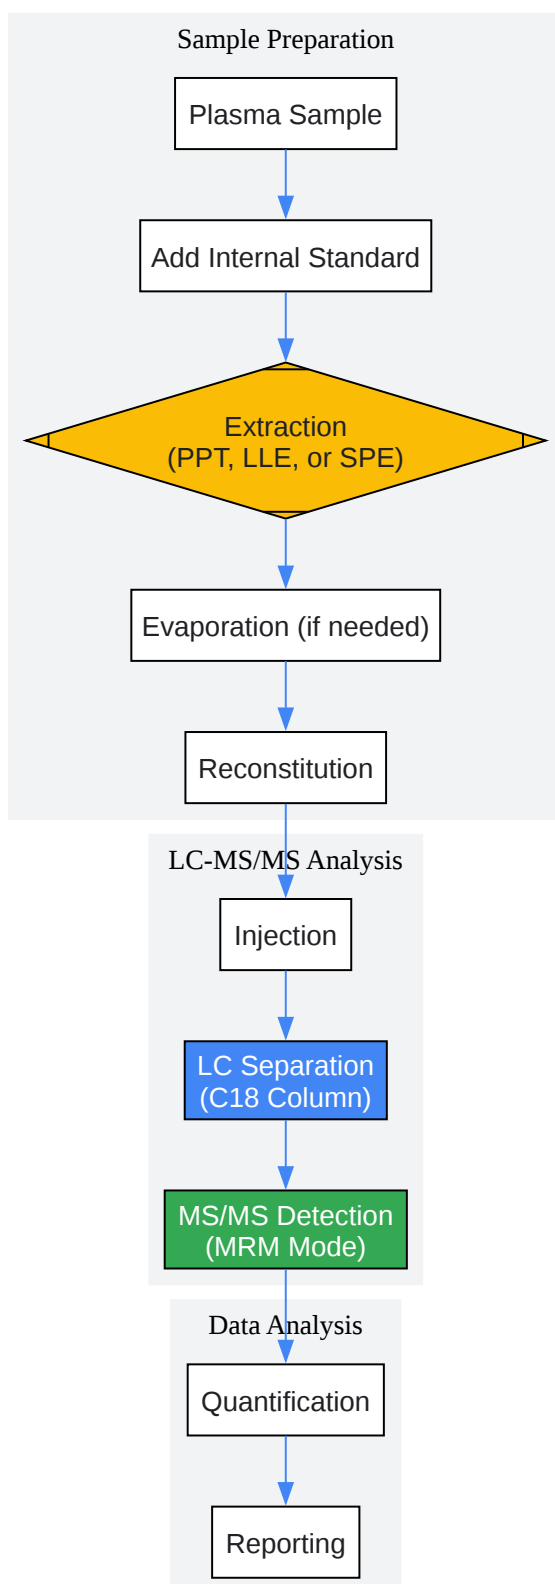 Sample Preparation
Plasma Sample
Add Internal Standard
Extraction
(PPT, LLE, or SPE)
Evaporation (if needed)
Reconstitution
LC-MS/MS Analysis
Injection
LC Separation
(C18 Column)
MS/MS Detection
(MRM Mode)
Data Analysis
Quantification
Reporting